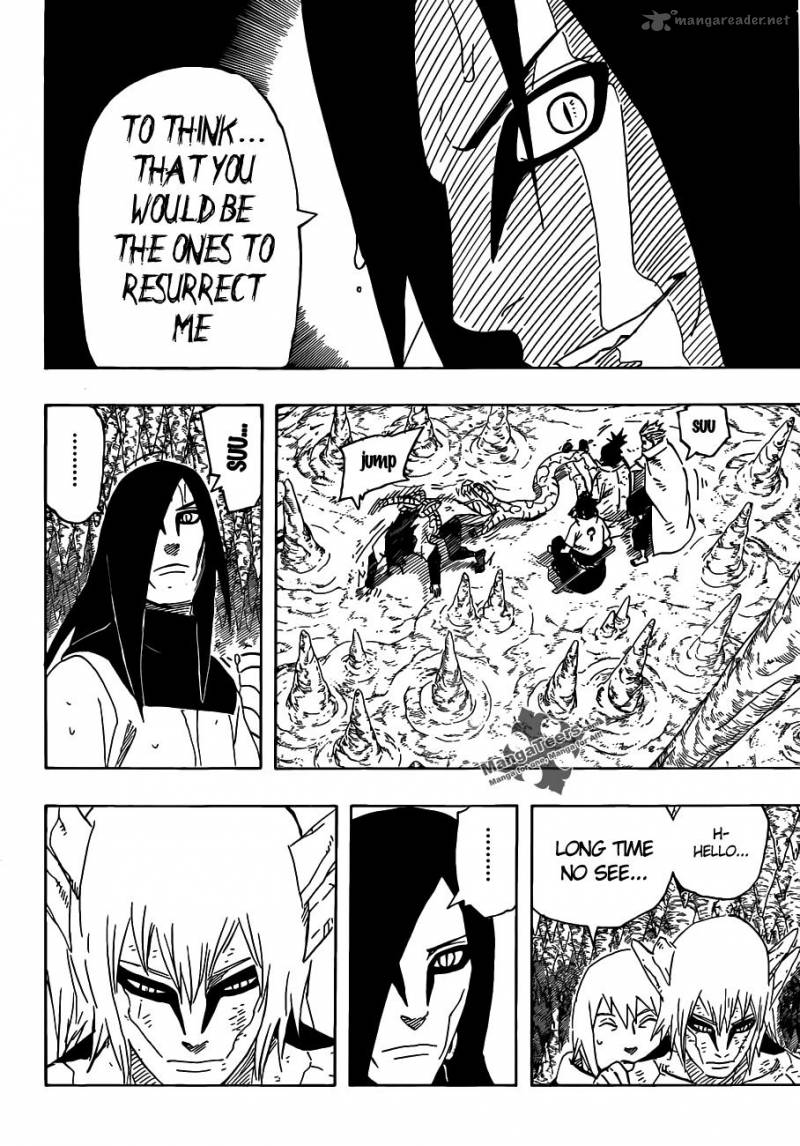 mangareader.net
TO THINK...
THAT YOU
WOULD BE
THE ONES TO
RESURRECT
ME
SUU...
.........
SUU
jump
MangaTeers
H-
HELLO...
LONG TIME
NO SEE...
.........